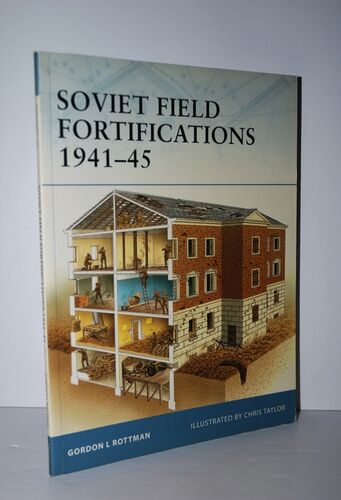 SOVIET FIELD
FORTIFICATIONS
1941–45
GORDON L ROTTMAN
ILLUSTRATED BY CHRIS TAYLOR